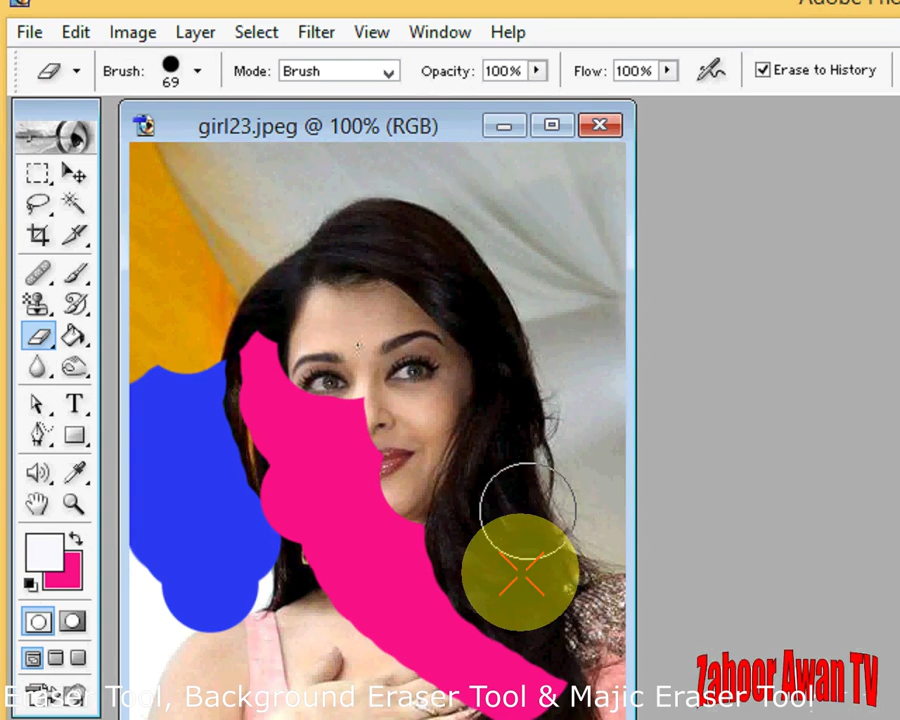 Adobe Pho
File Edit Image Layer Select Filter View Window Help
Brush: 69 Mode: Brush Opacity: 100% Flow: 100% Erase to History
girl23.jpeg @ 100% (RGB)
T
Zahoor Awan TV
Eraser Tool, Background Eraser Tool & Majic Eraser Tool